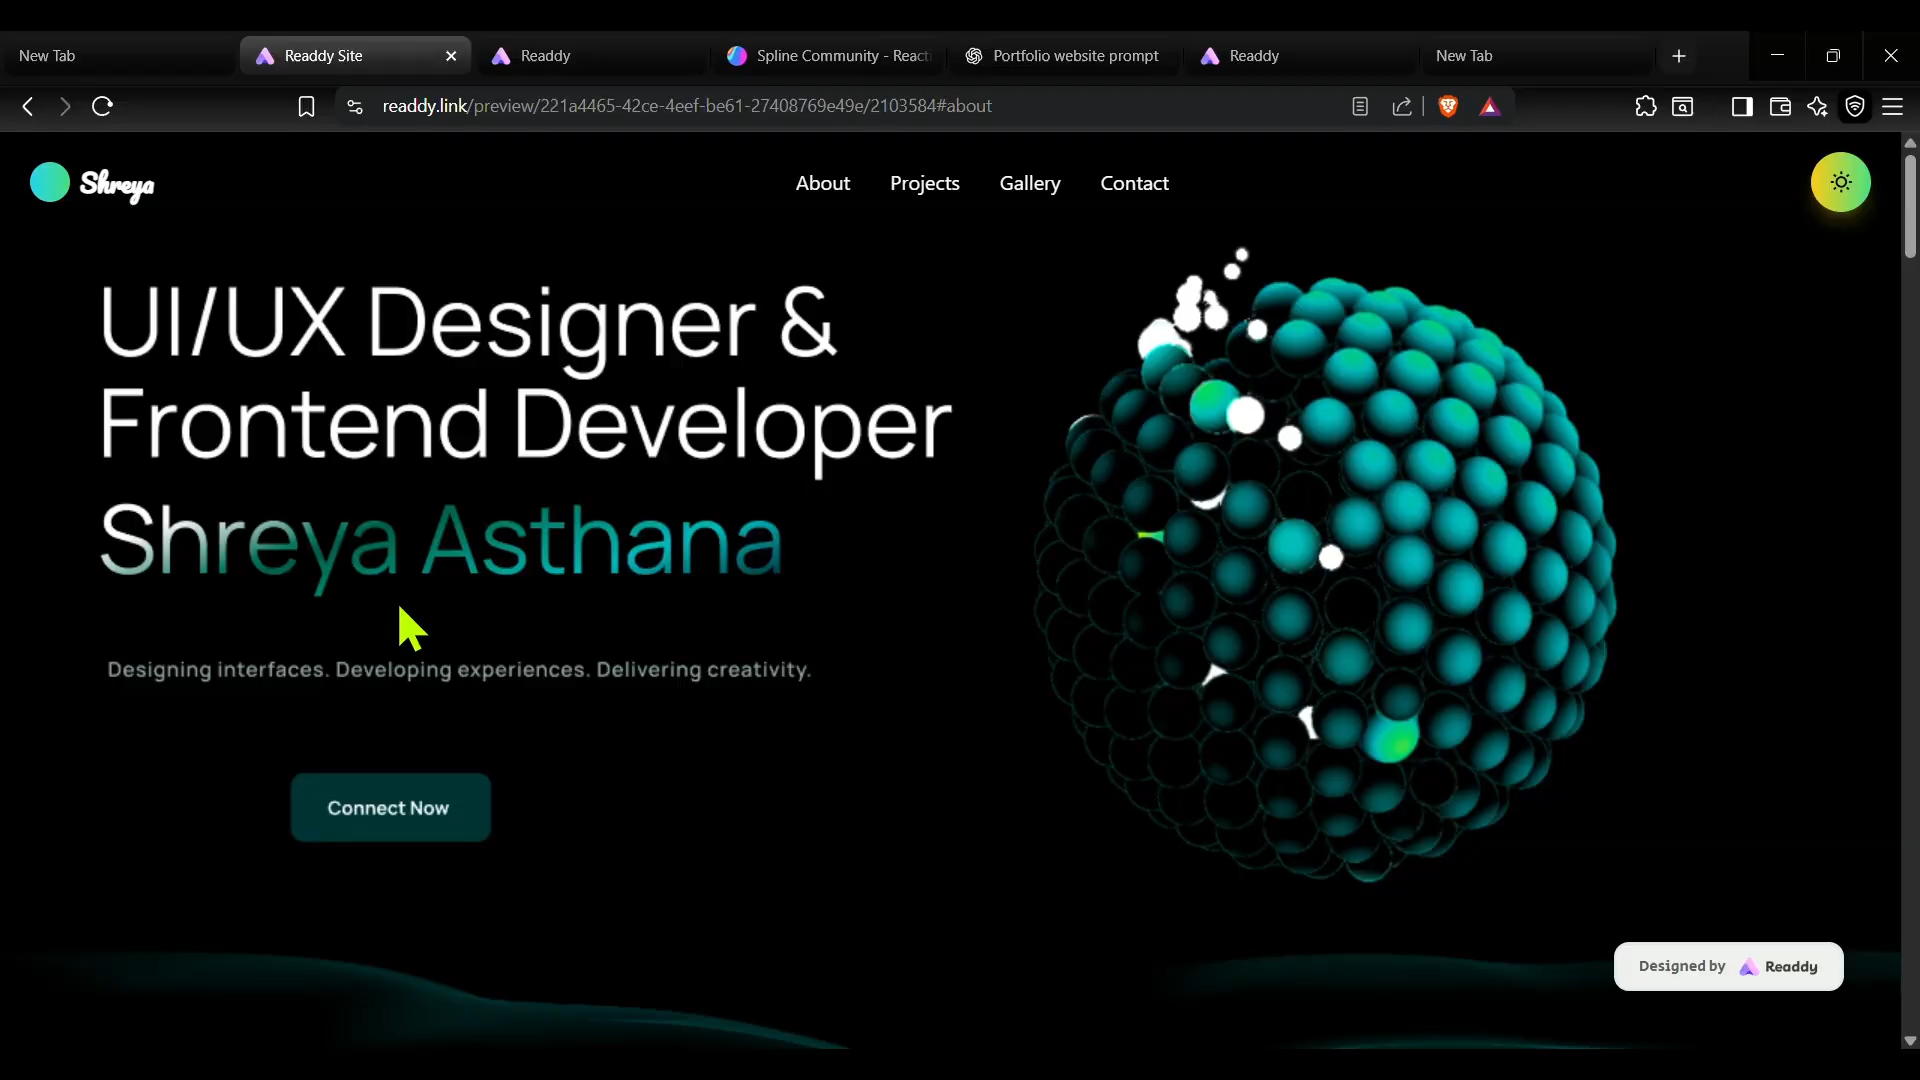 New Tab
Readdy Site
Readdy
Spline Community - React
Portfolio website prompt
Readdy
New Tab
readdy.link/preview/221a4465-42ce-4eef-be61-27408769e49e/2103584#about
Shreya
About
Projects
Gallery
Contact
UI/UX Designer &
Frontend Developer
Shreya Asthana
Designing interfaces. Developing experiences. Delivering creativity.
Connect Now
Designed by Readdy